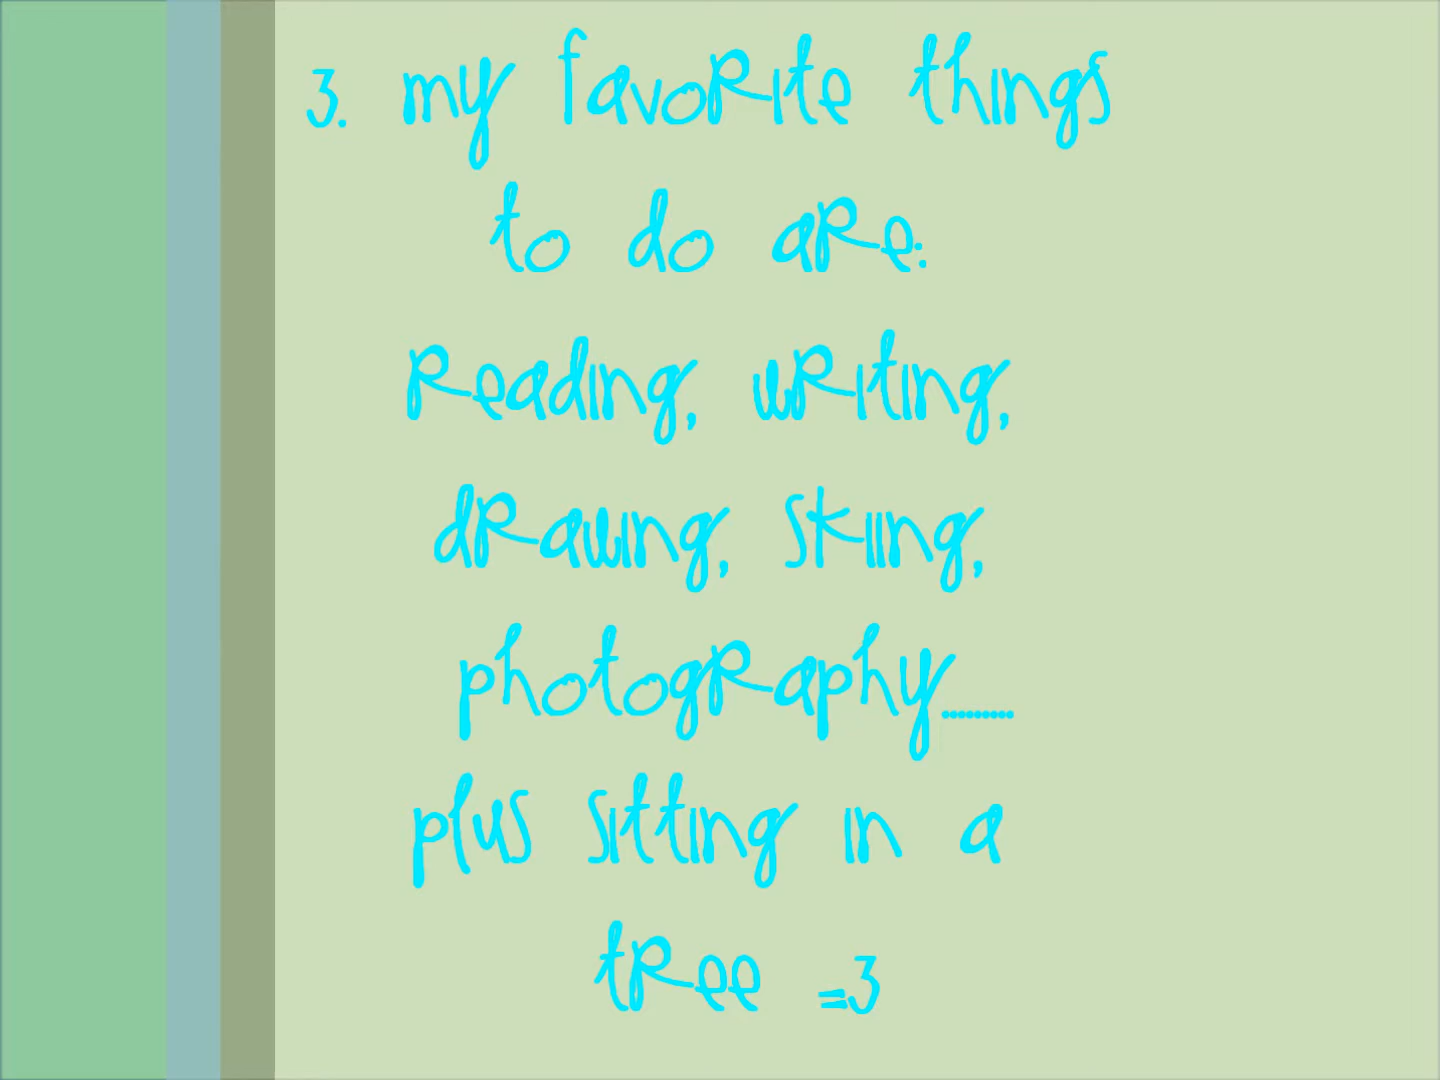 3. my favorite things
to do are:
Reading, writing,
drawing, skiing,
photography.........
plus sitting in a
tree =3